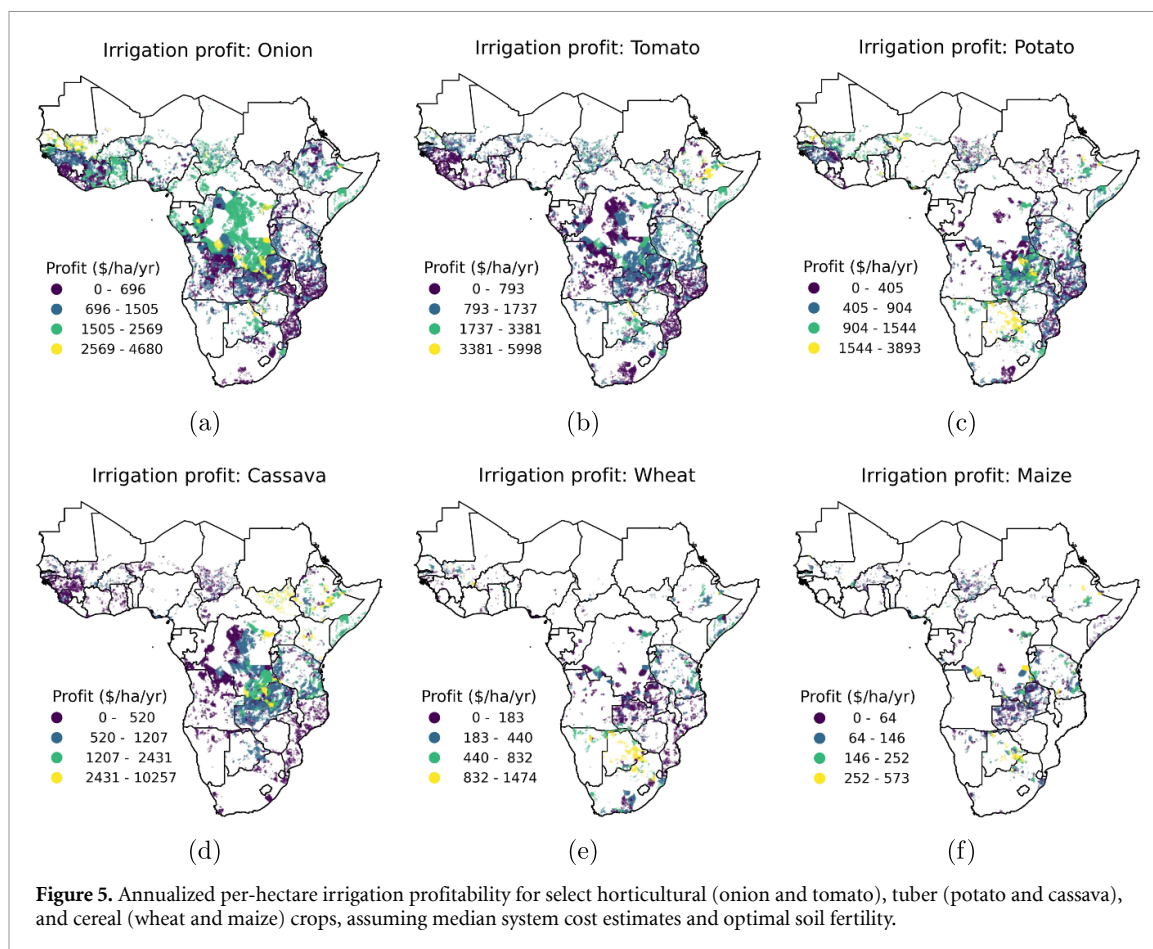 Irrigation profit: Onion
Profit ($/ha/yr)
0 - 696
696 - 1505
1505 - 2569
2569 - 4680
(a)
Irrigation profit: Tomato
Profit ($/ha/yr)
0 - 793
793 - 1737
1737 - 3381
3381 - 5998
(b)
Irrigation profit: Potato
Profit ($/ha/yr)
0 - 405
405 - 904
904 - 1544
1544 - 3893
(c)
Irrigation profit: Cassava
Profit ($/ha/yr)
0 - 520
520 - 1207
1207 - 2431
2431 - 10257
(d)
Irrigation profit: Wheat
Profit ($/ha/yr)
0 - 183
183 - 440
440 - 832
832 - 1474
(e)
Irrigation profit: Maize
Profit ($/ha/yr)
0 - 64
64 - 146
146 - 252
252 - 573
(f)
Figure 5. Annualized per-hectare irrigation profitability for select horticultural (onion and tomato), tuber (potato and cassava),
and cereal (wheat and maize) crops, assuming median system cost estimates and optimal soil fertility.